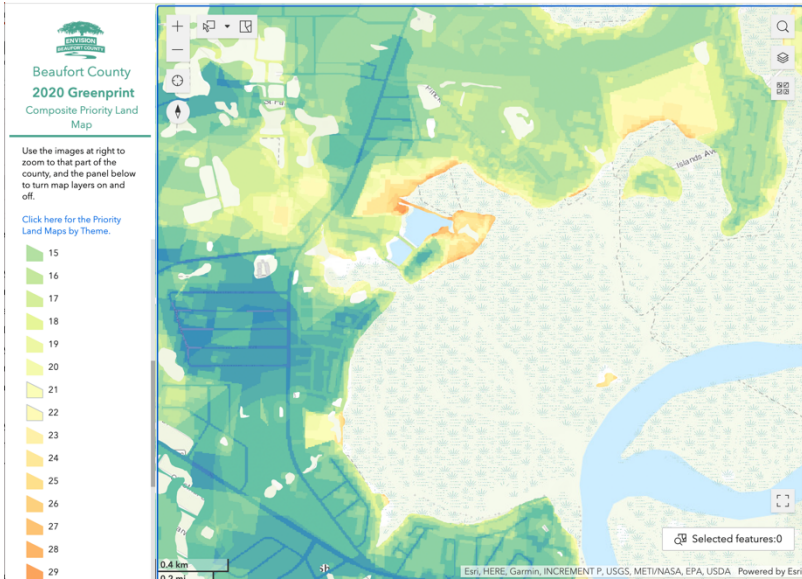 ENVISION
BEAUFORT COUNTY
Beaufort County
2020 Greenprint
Composite Priority Land
Map
Use the images at right to
zoom to that part of the
county, and the panel below
to turn map layers on and
off.
Click here for the Priority
Land Maps by Theme.
15
16
17
18
19
20
21
22
23
24
25
26
27
28
29
Islands Av
Selected features:0
0.4 km
0.2 mi
Esri, HERE, Garmin, INCREMENT P, USGS, METI/NASA, EPA, USDA Powered by Esri